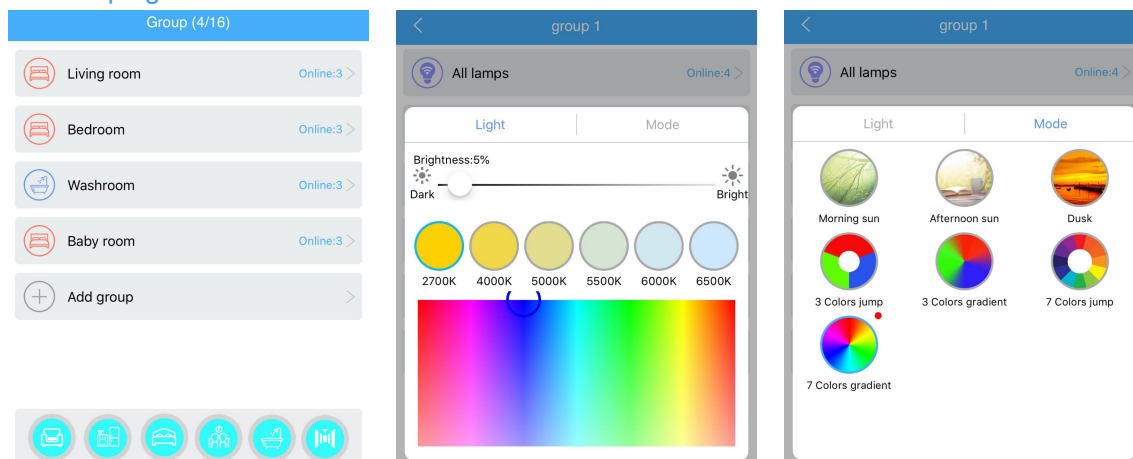 Group (4/16)
Living room
Online:3
Bedroom
Online:3
Washroom
Online:3
Baby room
Online:3
Add group
group 1
All lamps
Online:4
Light
Mode
Brightness:5%
Dark
Bright
2700K 4000K 5000K 5500K 6000K 6500K
group 1
All lamps
Online:4
Light
Mode
Morning sun
Afternoon sun
Dusk
3 Colors jump
3 Colors gradient
7 Colors jump
7 Colors gradient